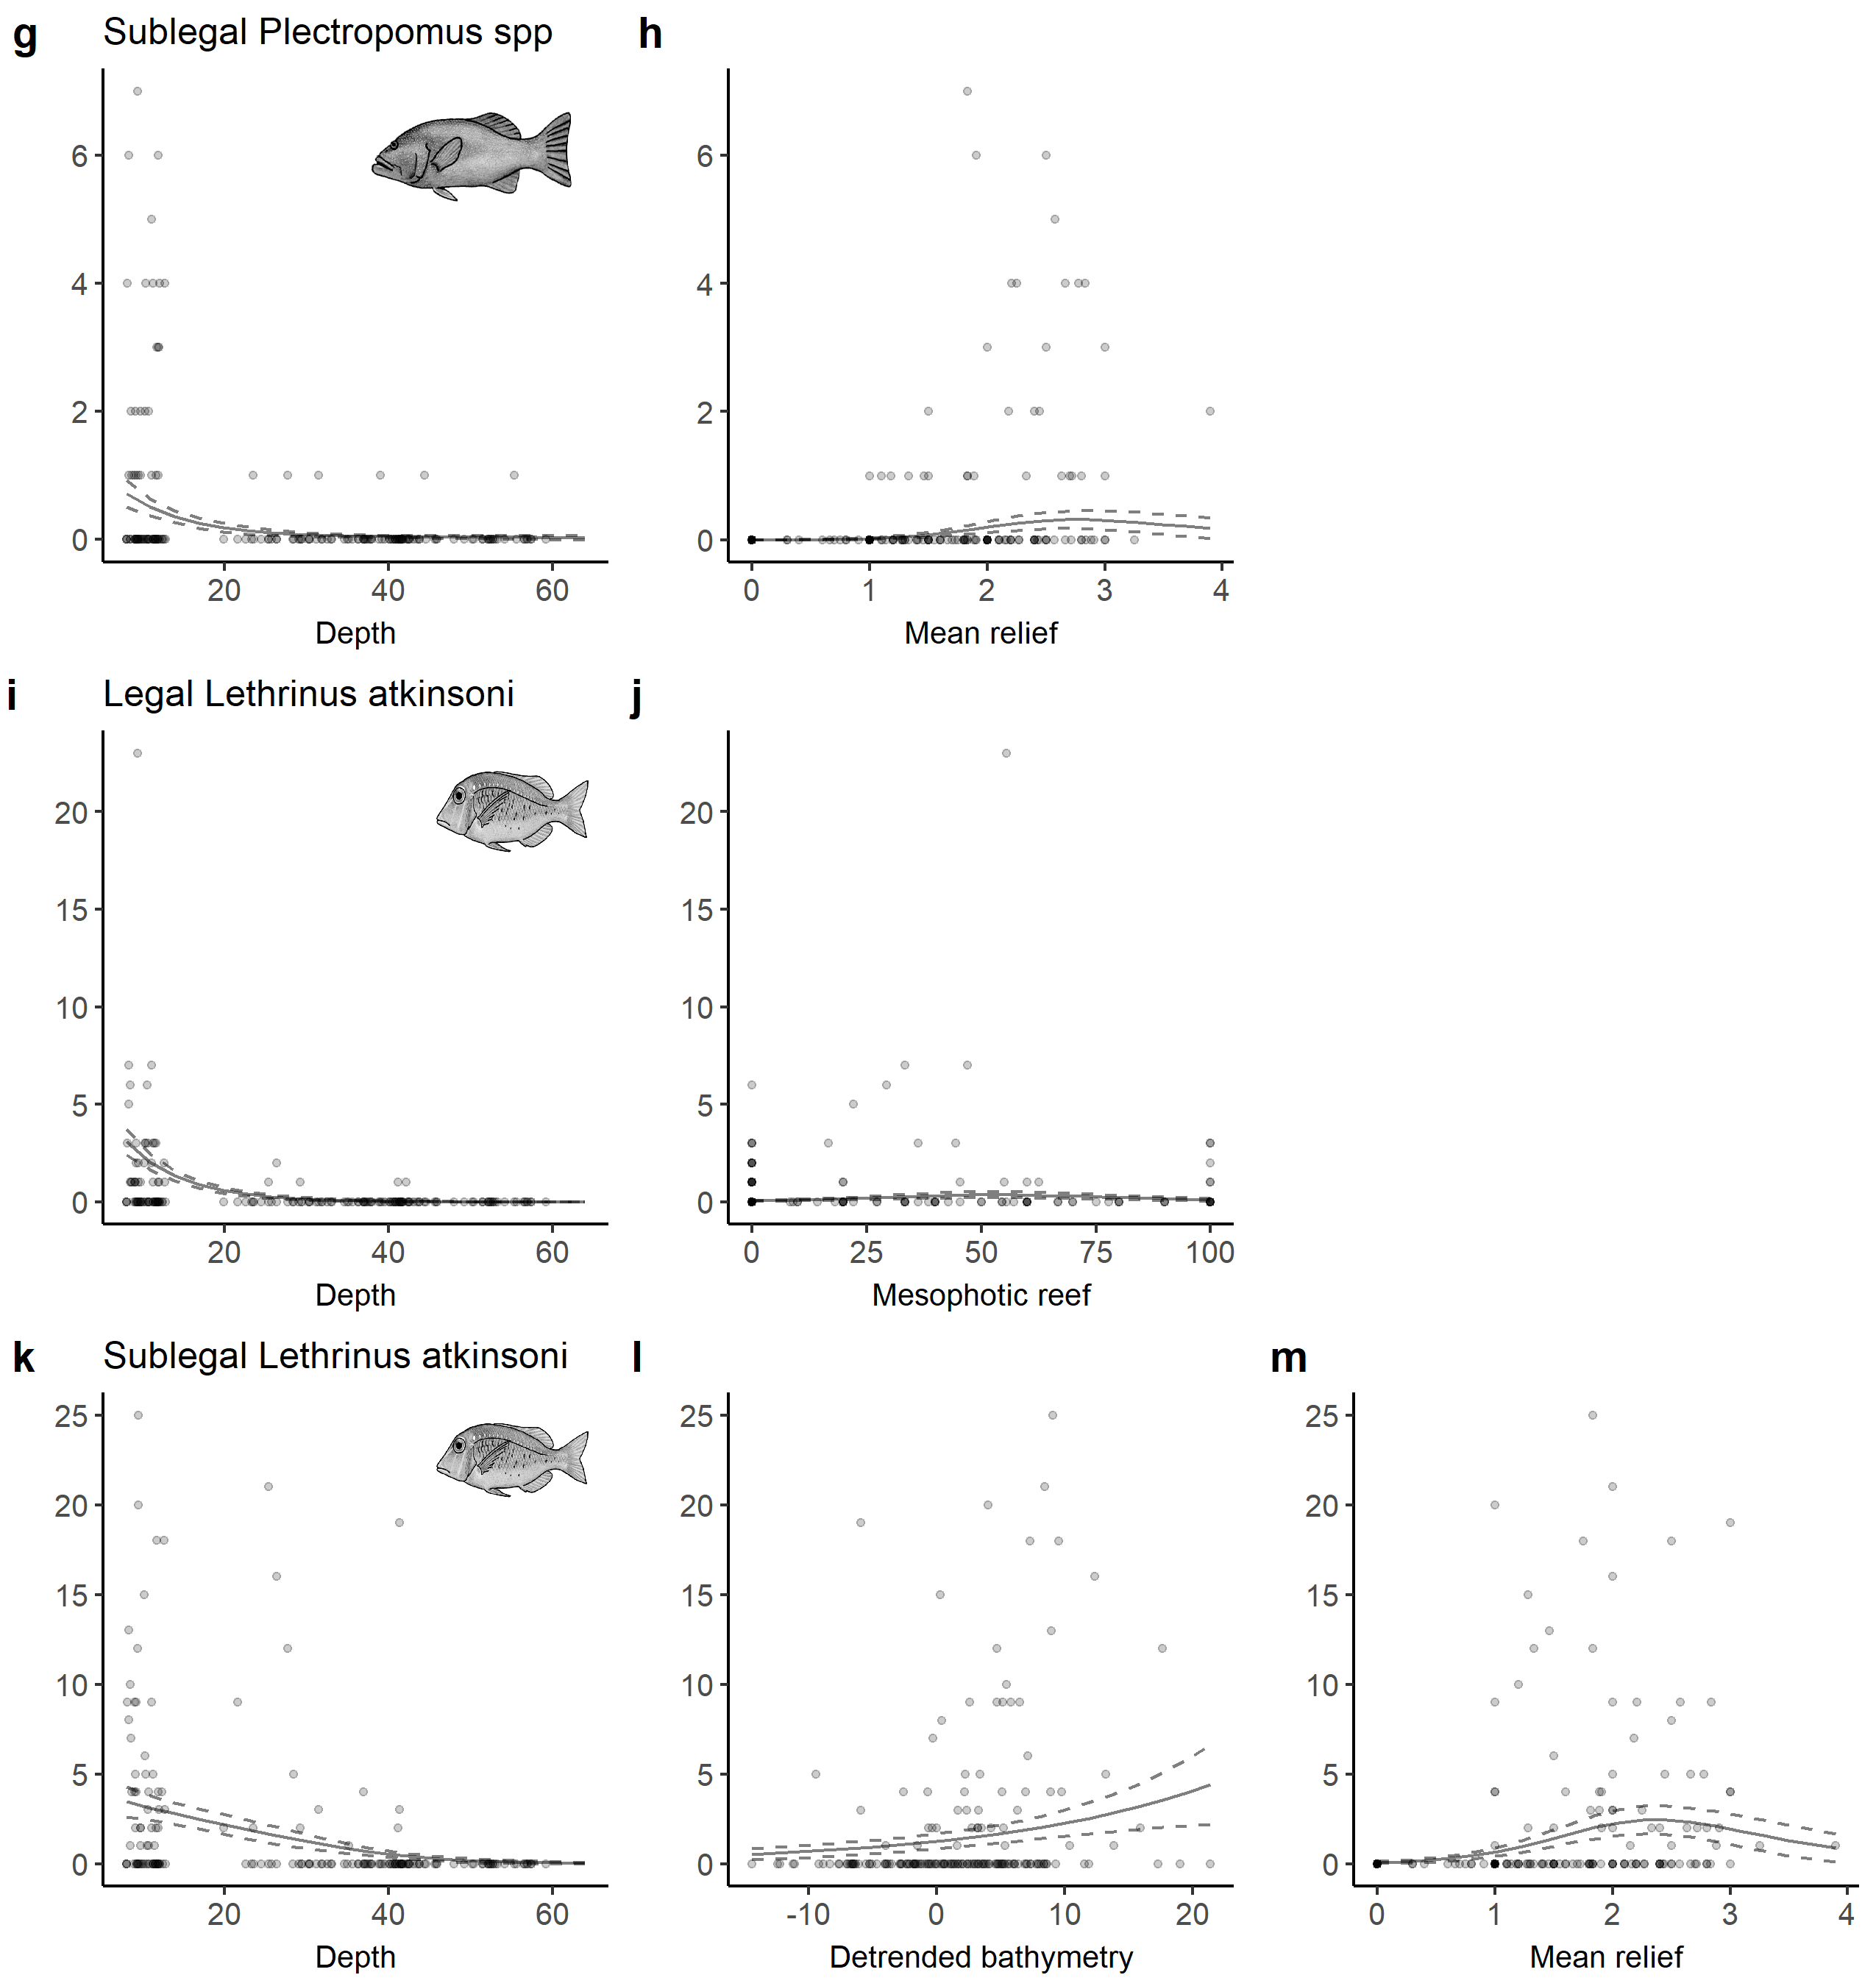 g Sublegal Plectropomus spp h
6 6
4 4
2 2
0 0
20 40 60 0 1 2 3 4
Depth Mean relief
i Legal Lethrinus atkinsoni j
20 20
15 15
10 10
5 5
0 0
20 40 60 0 25 50 75 100
Depth Mesophotic reef
k Sublegal Lethrinus atkinsoni l m
25 25 25
20 20 20
15 15 15
10 10 10
5 5 5
0 0 0
20 40 60 -10 0 10 20 0 1 2 3 4
Depth Detrended bathymetry Mean relief